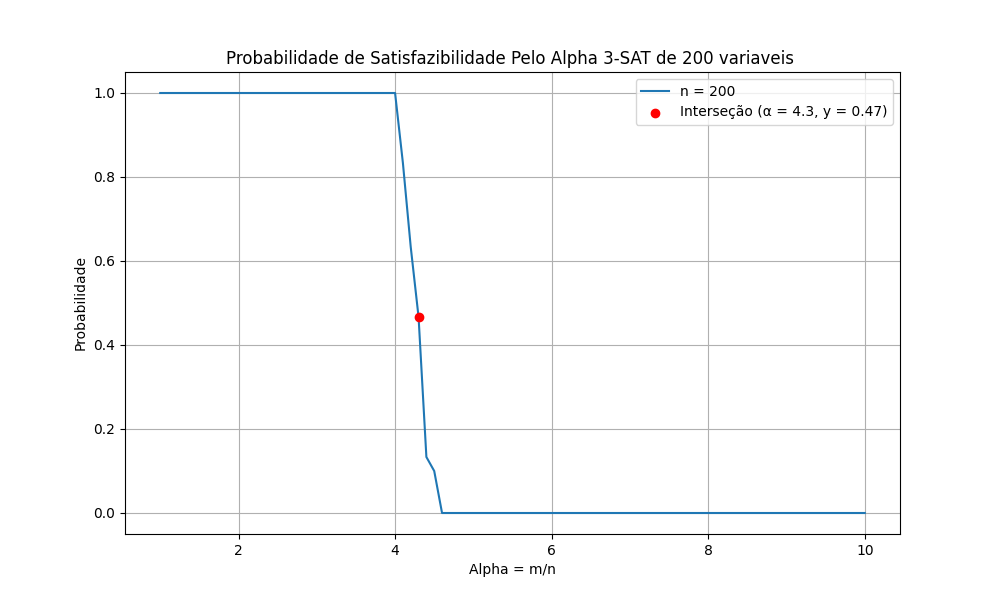 Probabilidade de Satisfazibilidade Pelo Alpha 3-SAT de 200 variaveis
n = 200
Interseção (α = 4.3, y = 0.47)
Probabilidade
1.0
0.8
0.6
0.4
0.2
0.0
2 4 6 8 10
Alpha = m/n